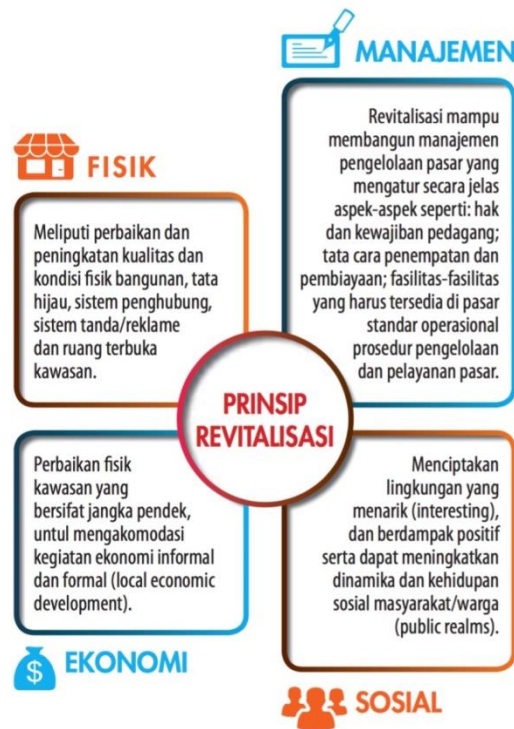 FISIK
Meliputi perbaikan dan
peningkatan kualitas dan
kondisi fisik bangunan, tata
hijau, sistem penghubung,
sistem tanda/reklame
dan ruang terbuka
kawasan.
MANAJEMEN
Revitalisasi mampu
membangun manajemen
pengelolaan pasar yang
mengatur secara jelas
aspek-aspek seperti: hak
dan kewajiban pedagang;
tata cara penempatan dan
pembiayaan; fasilitas-fasilitas
yang harus tersedia di pasar
standar operasional
prosedur pengelolaan
dan pelayanan pasar.
PRINSIP
REVITALISASI
Perbaikan fisik
kawasan yang
bersifat jangka pendek,
untul mengakomodasi
kegiatan ekonomi informal
dan formal (local economic
development).
$ EKONOMI
Menciptakan
lingkungan yang
menarik (interesting),
dan berdampak positif
serta dapat meningkatkan
dinamika dan kehidupan
sosial masyarakat/warga
(public realms).
SOSIAL